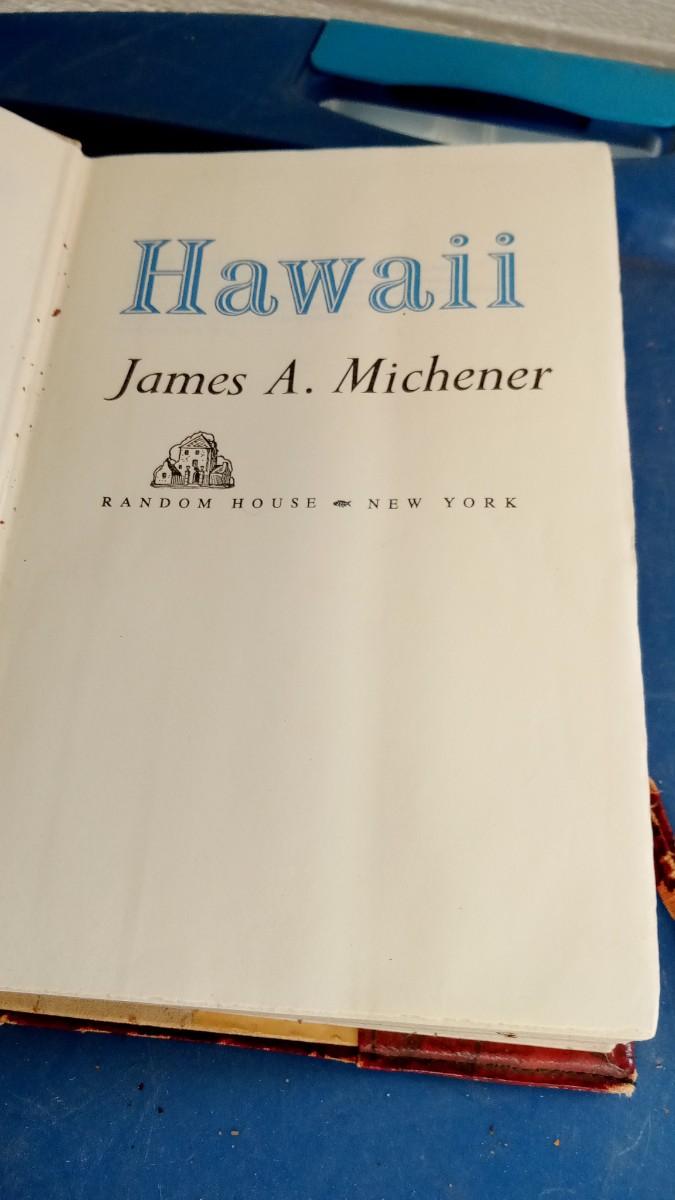 Hawaii
James A. Michener
RANDOM HOUSE NEW YORK